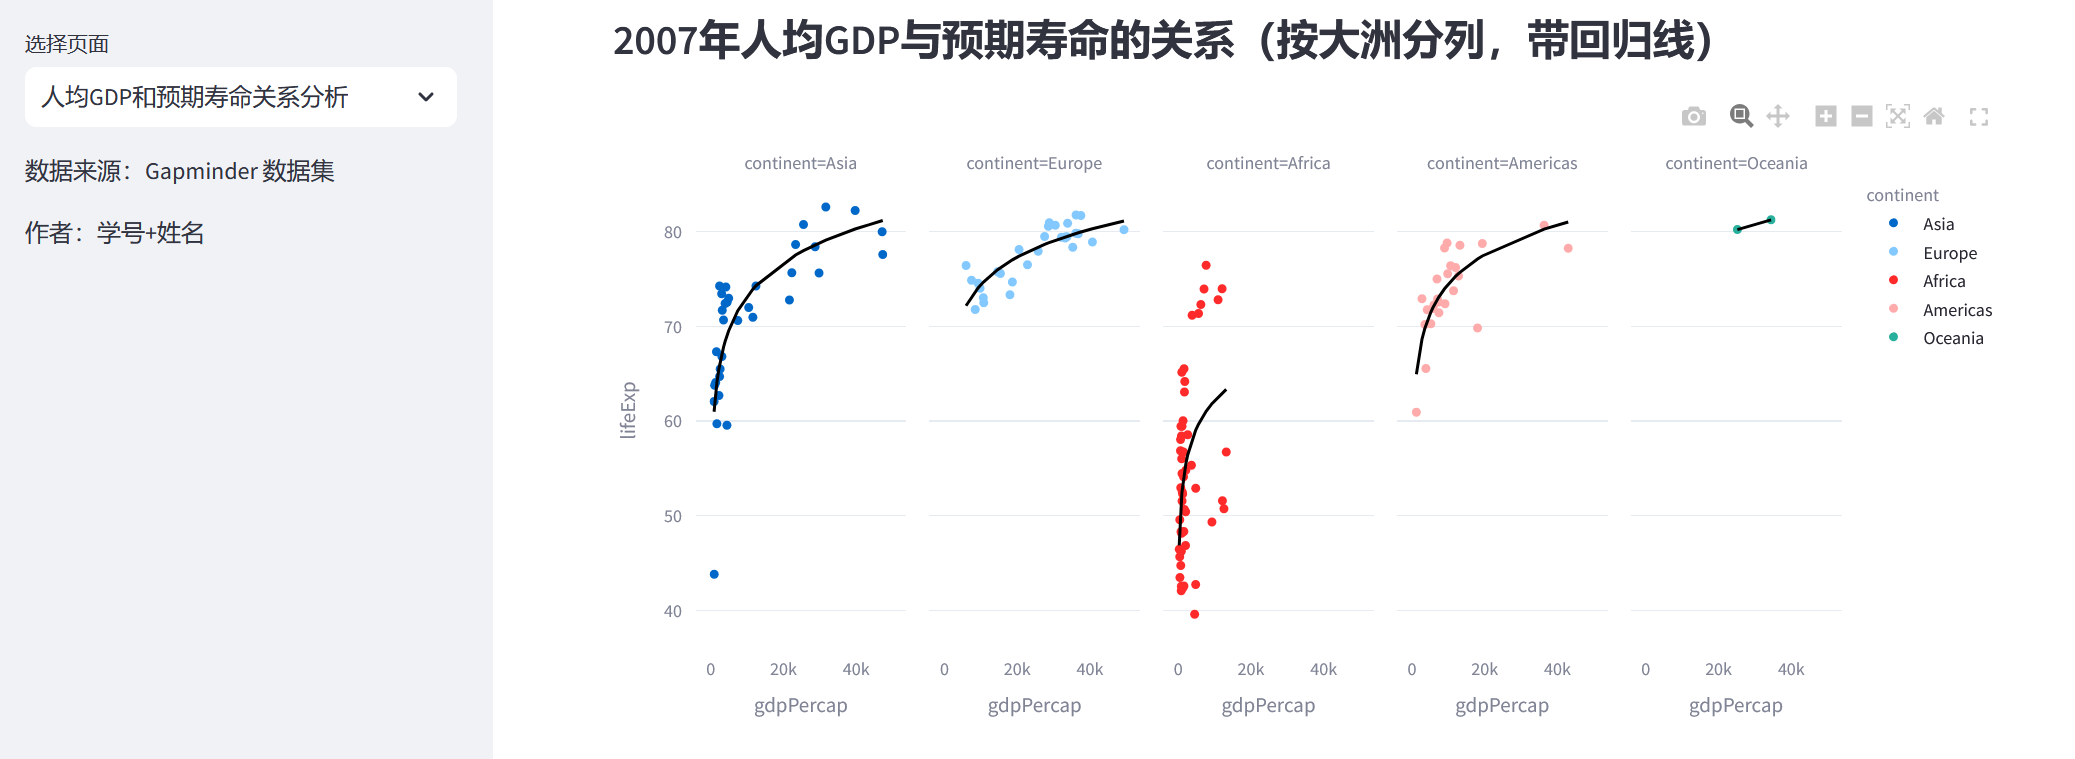 选择页面
人均GDP和预期寿命关系分析
数据来源：Gapminder 数据集
作者：学号+姓名
2007年人均GDP与预期寿命的关系（按大洲分列，带回归线）
continent=Asia
continent=Europe
continent=Africa
continent=Americas
continent=Oceania
continent
Asia
Europe
Africa
Americas
Oceania
lifeExp
80
70
60
50
40
0 20k 40k
0 20k 40k
0 20k 40k
0 20k 40k
0 20k 40k
gdpPercap
gdpPercap
gdpPercap
gdpPercap
gdpPercap